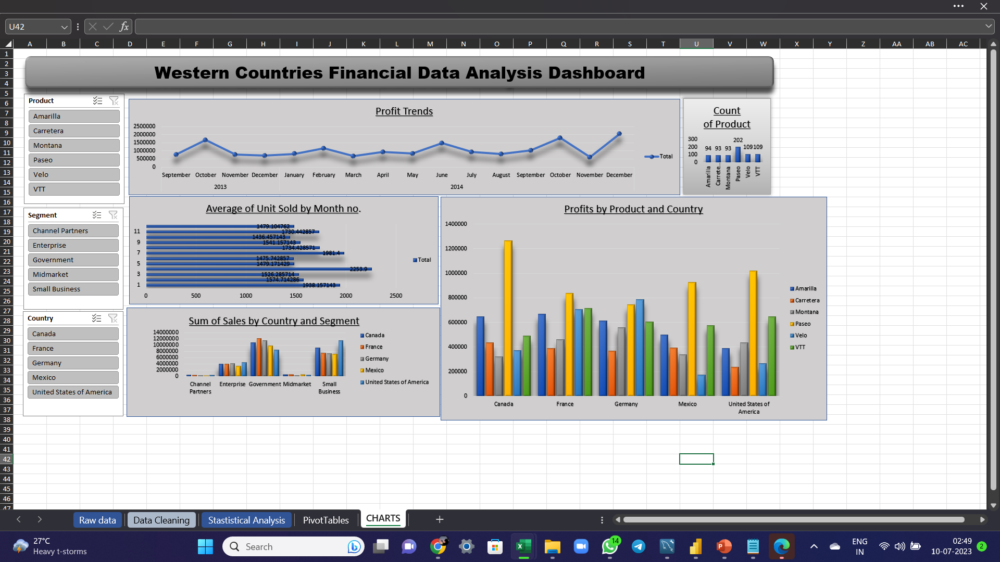 U42
fx
A B C D E F G H I J K L M N O P Q R S T U V W X Y Z AA AB AC
1
2
3
4
5
6
7
8
9
10
11
12
13
14
15
16
17
18
19
20
21
22
23
24
25
26
27
28
29
30
31
32
33
34
35
36
37
38
39
40
41
42
43
44
45
46
47
Western Countries Financial Data Analysis Dashboard
Product
Amarilla
Carretera
Montana
Paseo
Velo
VTT
Segment
Channel Partners
Enterprise
Government
Midmarket
Small Business
Country
Canada
France
Germany
Mexico
United States of America
Profit Trends
2500000
2000000
1500000
1000000
500000
0
September October November December January February March April May June July August September October November December
2013 2014
Total
Count
of Product
300
200
100
0
94 93 93 202 109 109
Amarilla
Carrete...
Montana
Paseo
Velo
VTT
Average of Unit Sold by Month no.
1479.104762
11 1730.442857
1436.457143
9 1541.157143
1734.428571
7 1981.4
1475.742857
5 1479.171429
2253.9
3 1526.285714
1574.714286
1 1938.157143
0 500 1000 1500 2000 2500
Total
Sum of Sales by Country and Segment
14000000
12000000
10000000
8000000
6000000
4000000
2000000
0
Channel Partners Enterprise Government Midmarket Small Business
Canada
France
Germany
Mexico
United States of America
Profits by Product and Country
1400000
1200000
1000000
800000
600000
400000
200000
0
Canada France Germany Mexico United States of America
Amarilla
Carretera
Montana
Paseo
Velo
VTT
Raw data Data Cleaning Stastistical Analysis PivotTables CHARTS
27°C
Heavy t-storms
Search
14
ENG
IN
02:49
10-07-2023
2